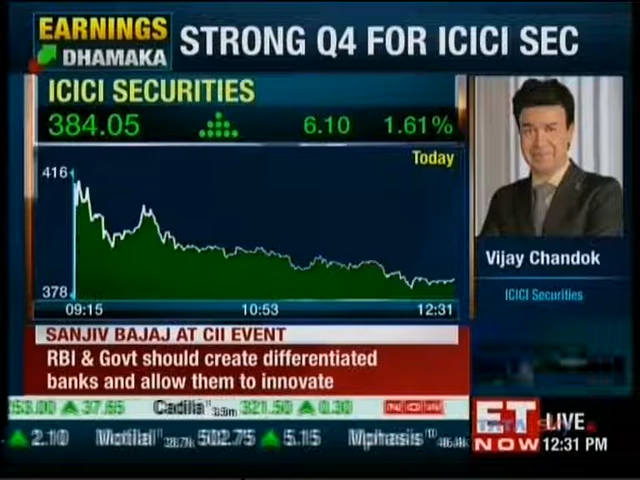 EARNINGS
DHAMAKA
STRONG Q4 FOR ICICI SEC
ICICI SECURITIES
384.05 6.10 1.61%
Today
416
378
09:15 10:53 12:31
Vijay Chandok
ICICI Securities
SANJIV BAJAJ AT CII EVENT
RBI & Govt should create differentiated
banks and allow them to innovate
53.00 37.65 Cadilla 321.50 0.30 NOW
2.10 Motilal 502.75 5.15 Mphasis
ET
NOW
LIVE
12:31 PM